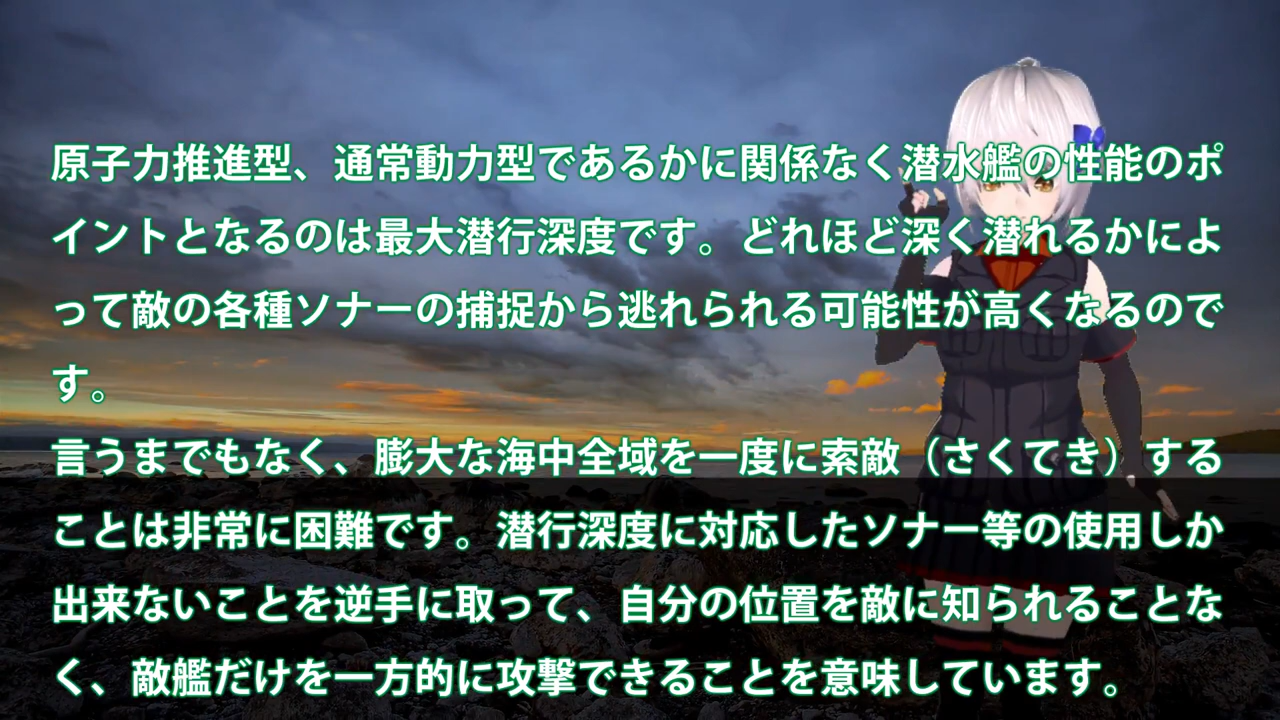 原子力推進型、通常動力型であるかに関係なく潜水艦の性能のポ
イントとなるのは最大潜行深度です。どれほど深く潜れるかによ
って敵の各種ソナーの捕捉から逃れられる可能性が高くなるので
す。
言うまでもなく、膨大な海中全域を一度に索敵（さくてき）する
ことは非常に困難です。潜行深度に対応したソナー等の使用しか
出来ないことを逆手に取って、自分の位置を敵に知られることな
く、敵艦だけを一方的に攻撃できることを意味しています。